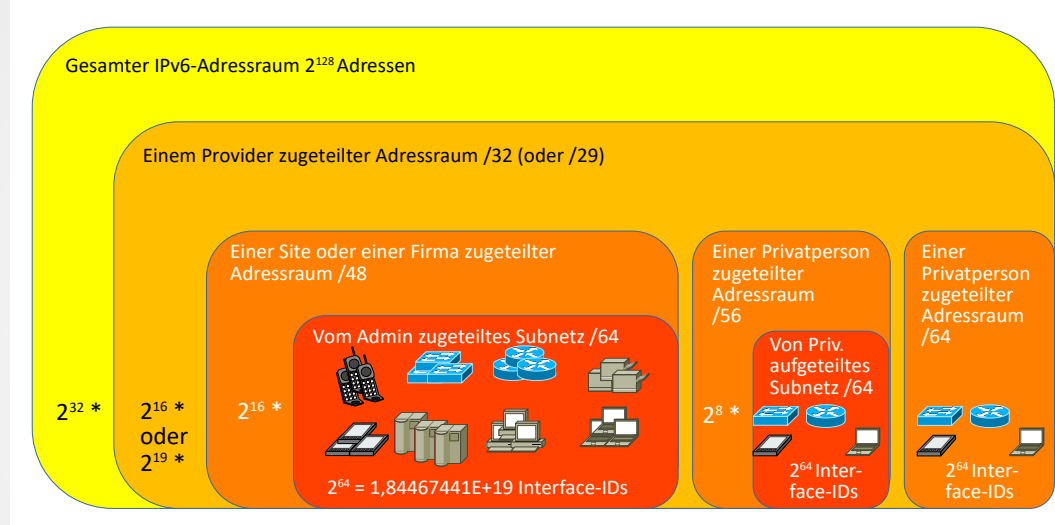 Gesamter IPv6-Adressraum 2¹²⁸ Adressen
Einem Provider zugeteilter Adressraum /32 (oder /29)
Einer Site oder einer Firma zugeteilter
Adressraum /48
Einer Privatperson
zugeteilter
Adressraum
/56
Einer
Privatperson
zugeteilter
Adressraum
/64
Vom Admin zugeteiltes Subnetz /64
Von Priv.
aufgeteiltes
Subnetz /64
2³² *
2¹⁶ *
oder
2¹⁹ *
2¹⁶ *
2⁸ *
2⁶⁴ = 1,84467441E+19 Interface-IDs
2⁶⁴ Inter-
face-IDs
2⁶⁴ Inter-
face-IDs